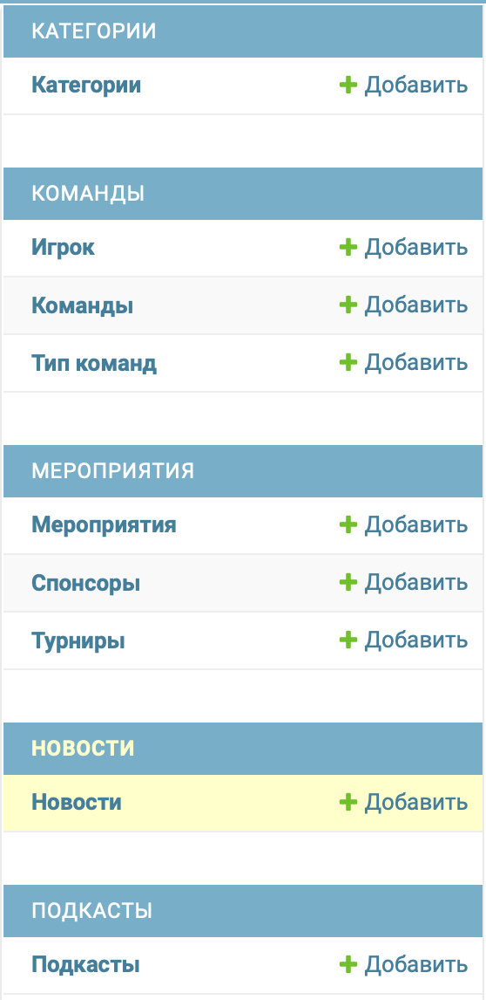 КАТЕГОРИИ
Категории Добавить
КОМАНДЫ
Игрок Добавить
Команды Добавить
Тип команд Добавить
МЕРОПРИЯТИЯ
Мероприятия Добавить
Спонсоры Добавить
Турниры Добавить
НОВОСТИ
Новости Добавить
ПОДКАСТЫ
Подкасты Добавить